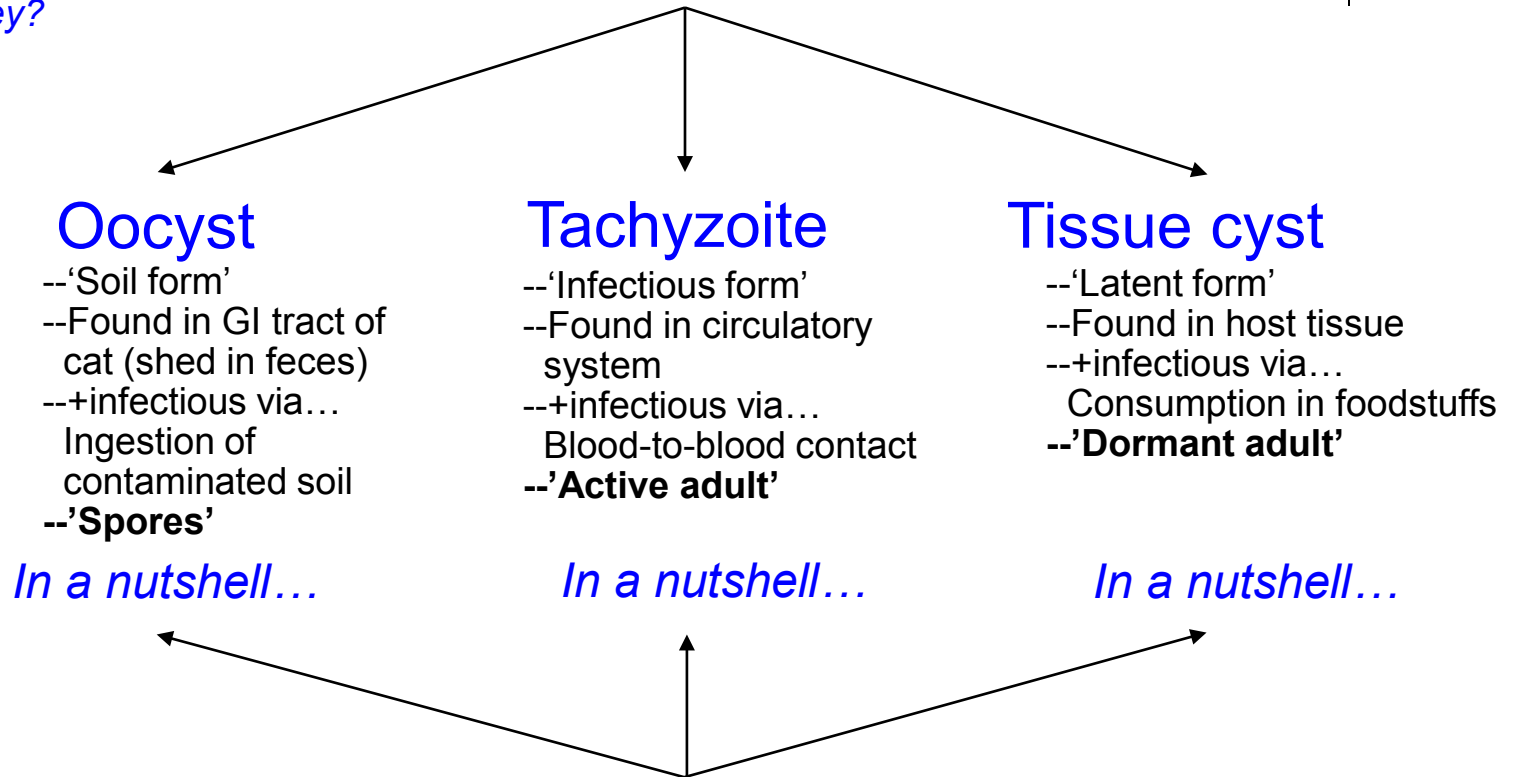 ey?
Oocyst
--‘Soil form’
--Found in GI tract of
cat (shed in feces)
--+infectious via…
Ingestion of
contaminated soil
--’Spores’
In a nutshell…
Tachyzoite
--‘Infectious form’
--Found in circulatory
system
--+infectious via…
Blood-to-blood contact
--’Active adult’
In a nutshell…
Tissue cyst
--‘Latent form’
--Found in host tissue
--+infectious via…
Consumption in foodstuffs
--’Dormant adult’
In a nutshell…